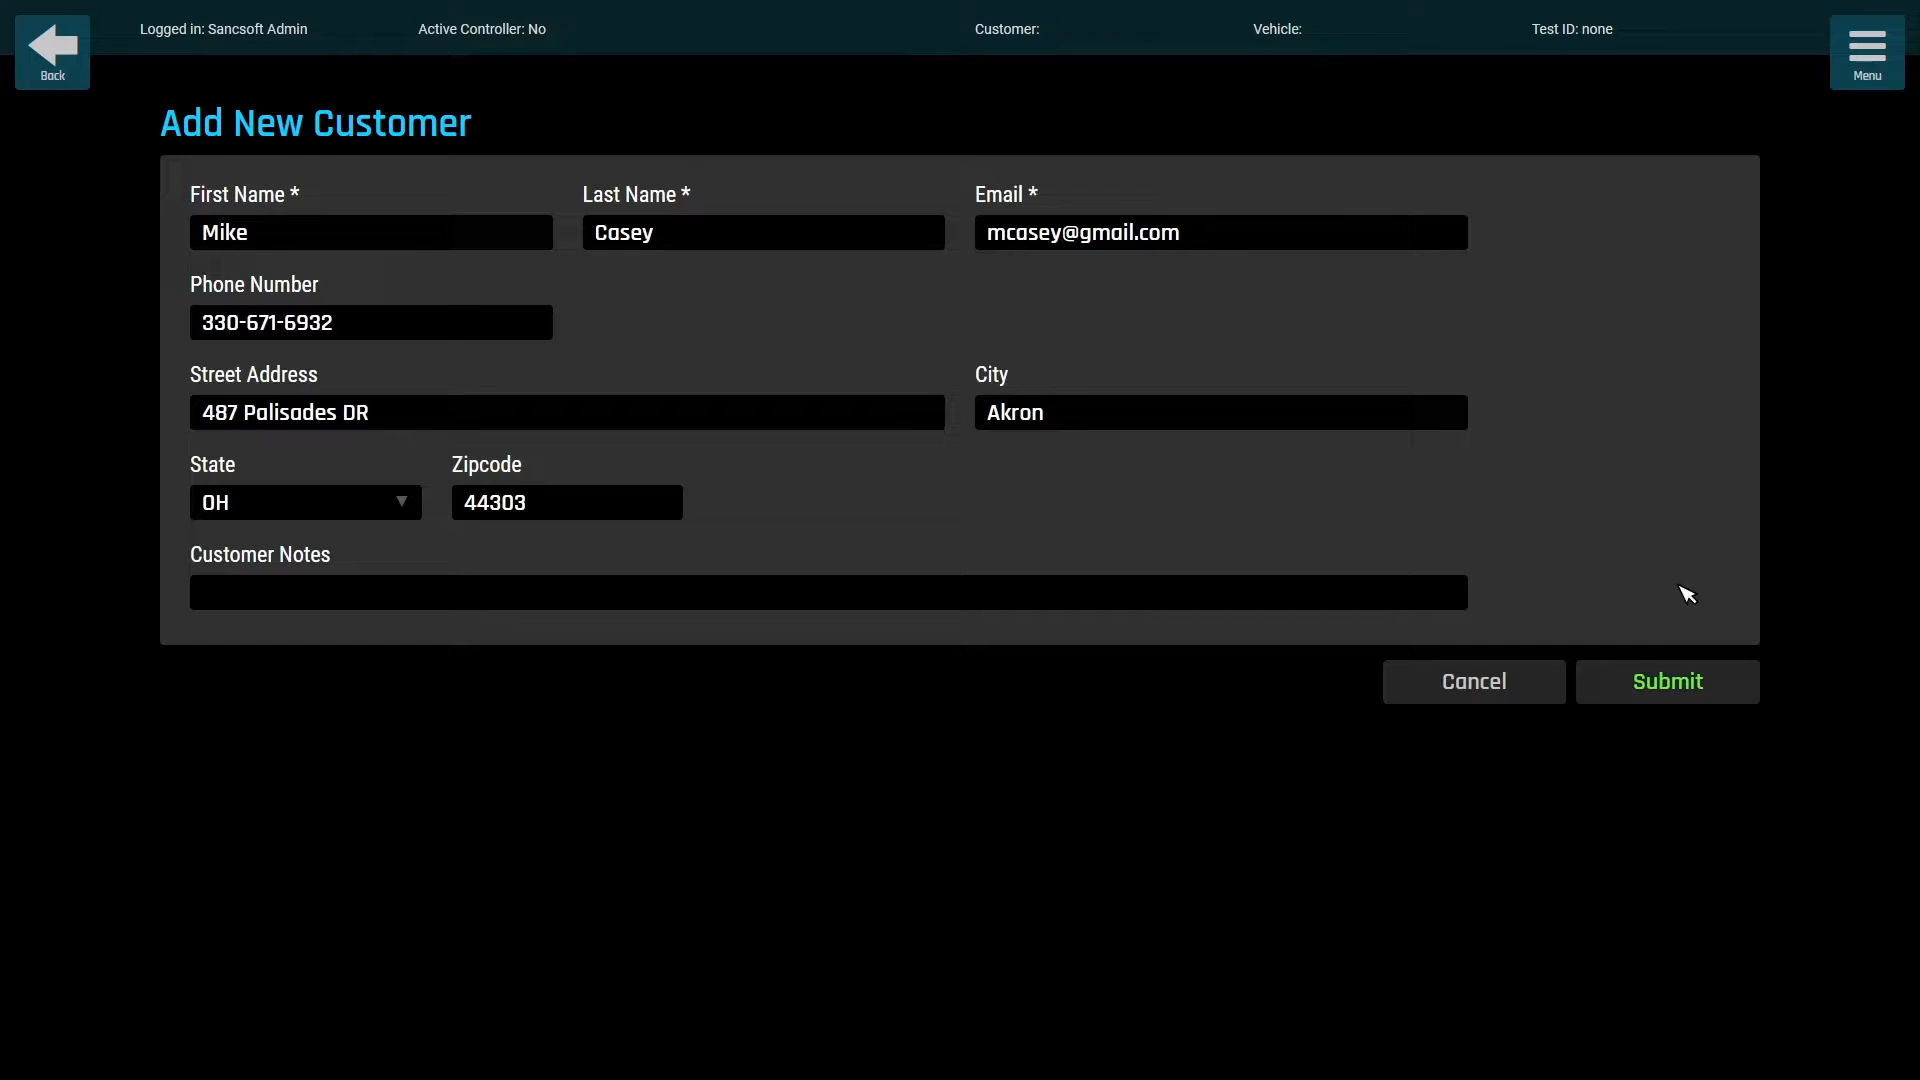 Back
Logged in: Sancsoft Admin
Active Controller: No
Customer:
Vehicle:
Test ID: none
Menu
Add New Customer
First Name *
Last Name *
Email *
Mike
Casey
mcasey@gmail.com
Phone Number
330-671-6932
Street Address
City
487 Palisades DR
Akron
State
Zipcode
OH
44303
Customer Notes
Cancel
Submit